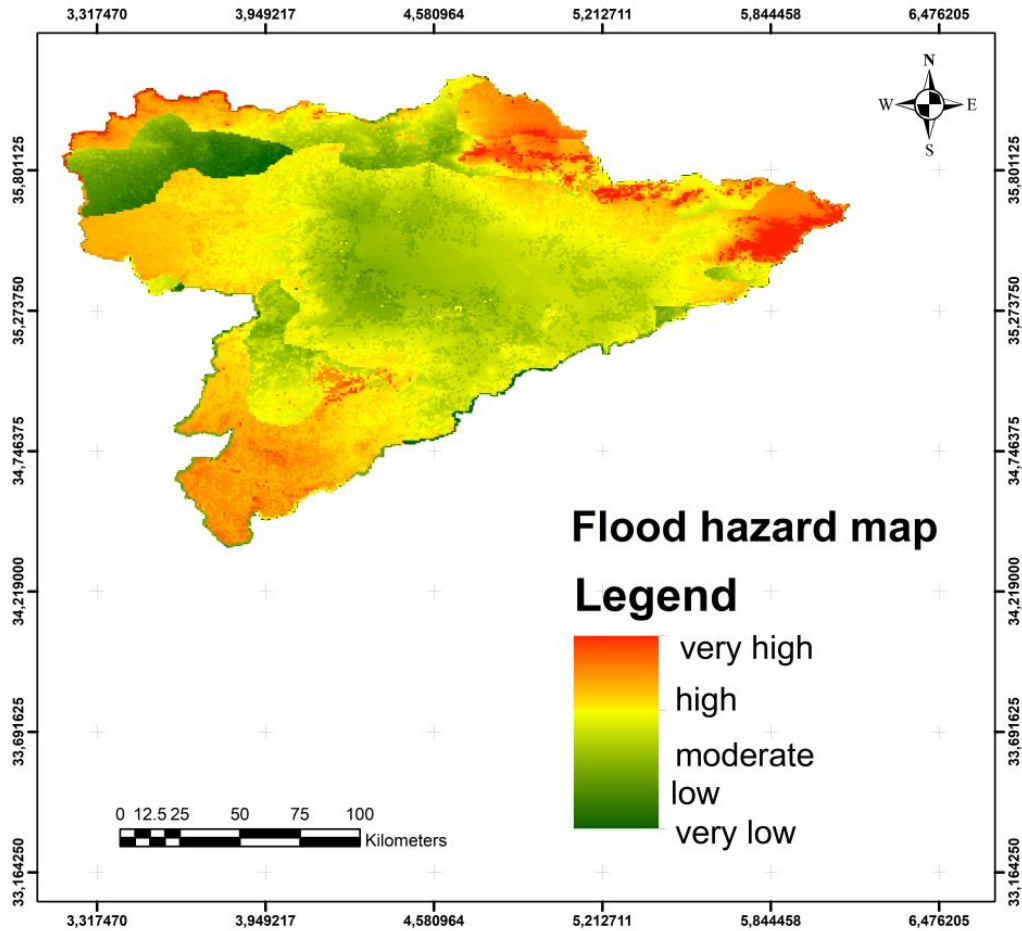 3,317470 3,949217 4,580964 5,212711 5,844458 6,476205
N
W E
S
35,801125 35,801125
35,273750 35,273750
34,746375 34,746375
Flood hazard map
Legend
34,219000 34,219000
very high
high
33,691625 33,691625
moderate
low
very low
0 12.5 25 50 75 100
Kilometers
33,164250 33,164250
3,317470 3,949217 4,580964 5,212711 5,844458 6,476205